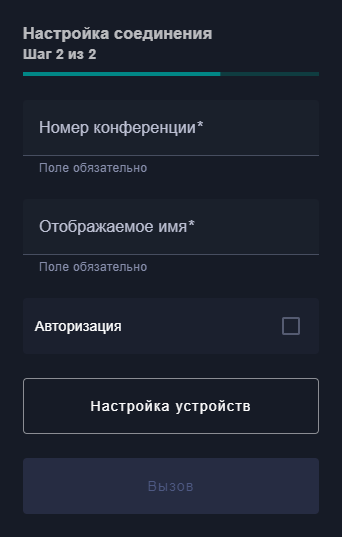 Настройка соединения
Шаг 2 из 2
Номер конференции*
Поле обязательно
Отображаемое имя*
Поле обязательно
Авторизация
Настройка устройств
Вызов